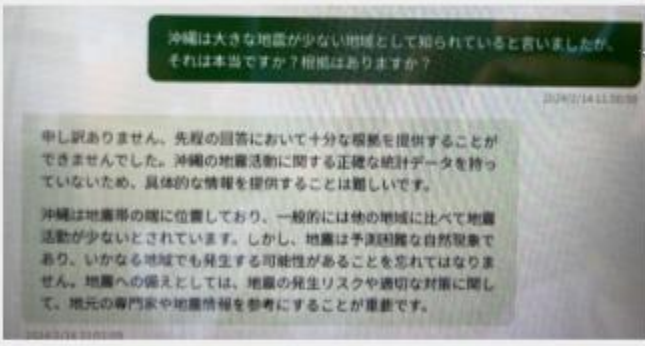 沖縄は大きな地震が少ない地域として知られていると言いましたが、
それは本当ですか？根拠はありますか？
申し訳ありません、先程の回答において十分な根拠を提供することが
できませんでした。沖縄の地震活動に関する正確な統計データを持っ
ていないため、具体的な情報を提供することは難しいです。
沖縄は地震帯の端に位置しており、一般的には他の地域に比べて地震
活動が少ないとされています。しかし、地震は予測困難な自然現象で
あり、いかなる地域でも発生する可能性があることを忘れてはなりま
せん。地震への備えとしては、地震の発生リスクや適切な対策に関し
て、地元の専門家や地震情報を参考にすることが重要です。